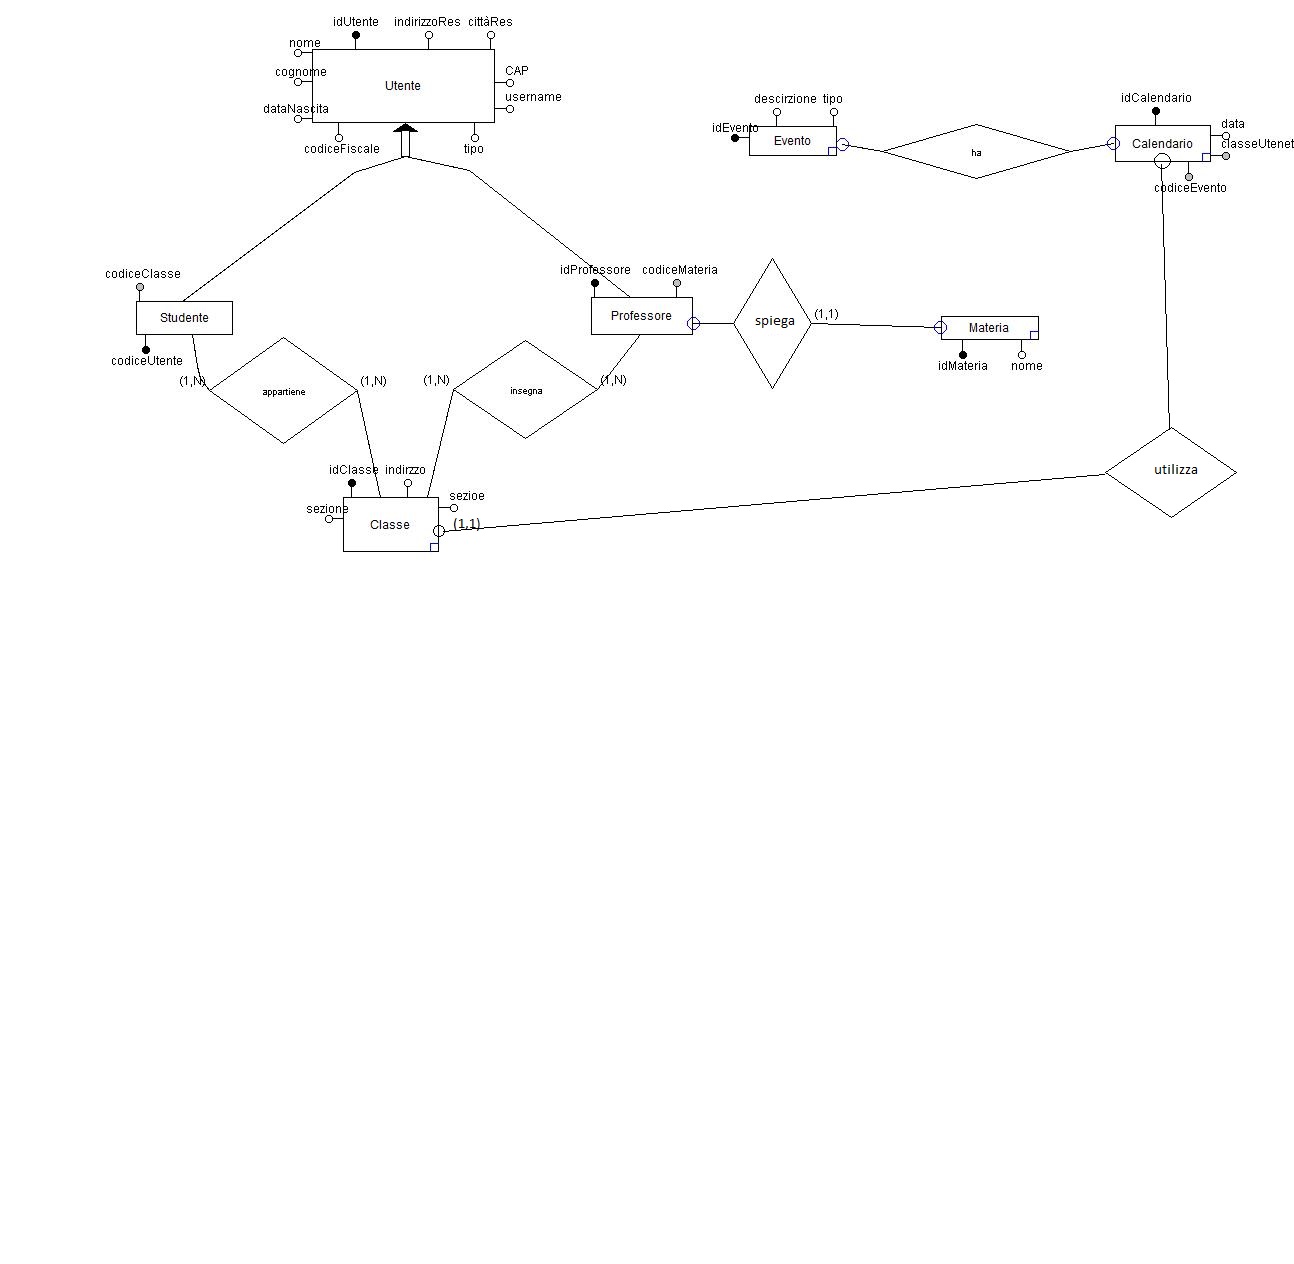 idUtente indirizzoRes cittàRes
nome
cognome
dataNascita
Utente
CAP
username
codiceFiscale
tipo
descirzione tipo
idEvento
Evento
ha
idCalendario
data
Calendario
classeUtenet
codiceEvento
codiceClasse
Studente
codiceUtente
idProfessore codiceMateria
Professore
spiega
(1,1)
Materia
idMateria
nome
(1,N)
appartiene
(1,N)
(1,N)
insegna
(1,N)
idClasse indirzzo
sezione
sezioe
Classe
(1,1)
utilizza